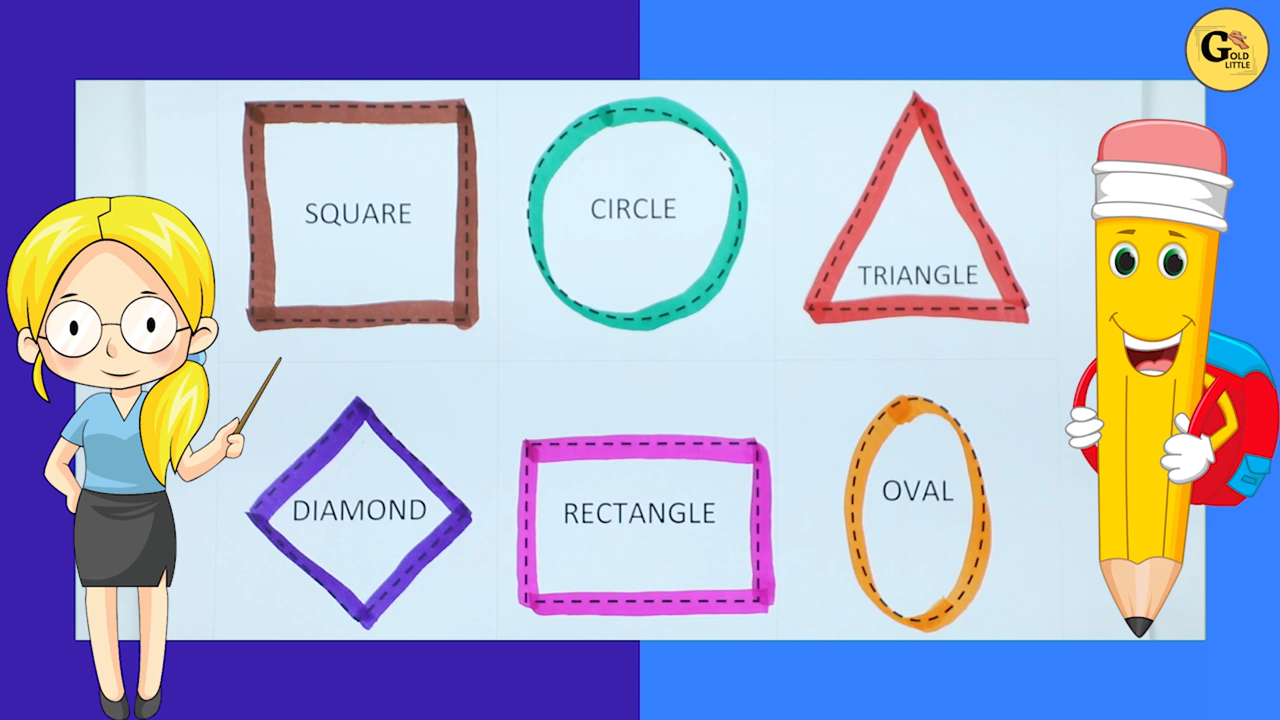 GOLD
LITTLE
SQUARE
CIRCLE
TRIANGLE
DIAMOND
RECTANGLE
OVAL